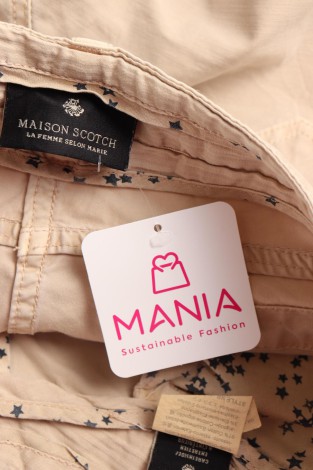 MAISON SCOTCH
LA FEMME SELON MARIE
MANIA
Sustainable Fashion